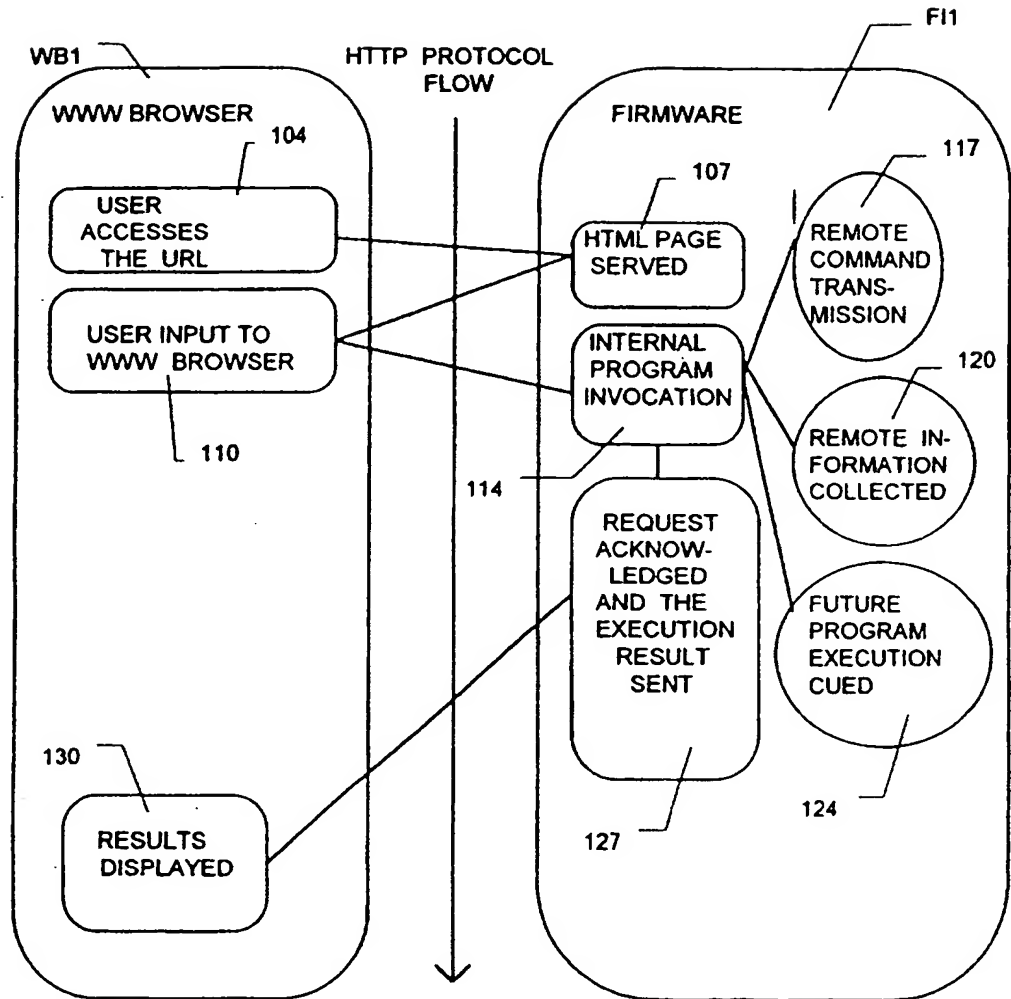 WB1
HTTP PROTOCOL
FLOW
FI1
WWW BROWSER
104
USER
ACCESSES
THE URL
USER INPUT TO
WWW BROWSER
110
130
RESULTS
DISPLAYED
FIRMWARE
107
HTML PAGE
SERVED
INTERNAL
PROGRAM
INVOCATION
114
REQUEST
ACKNOW-
LEDGED
AND THE
EXECUTION
RESULT
SENT
127
117
REMOTE
COMMAND
TRANS-
MISSION
120
REMOTE IN-
FORMATION
COLLECTED
FUTURE
PROGRAM
EXECUTION
CUED
124